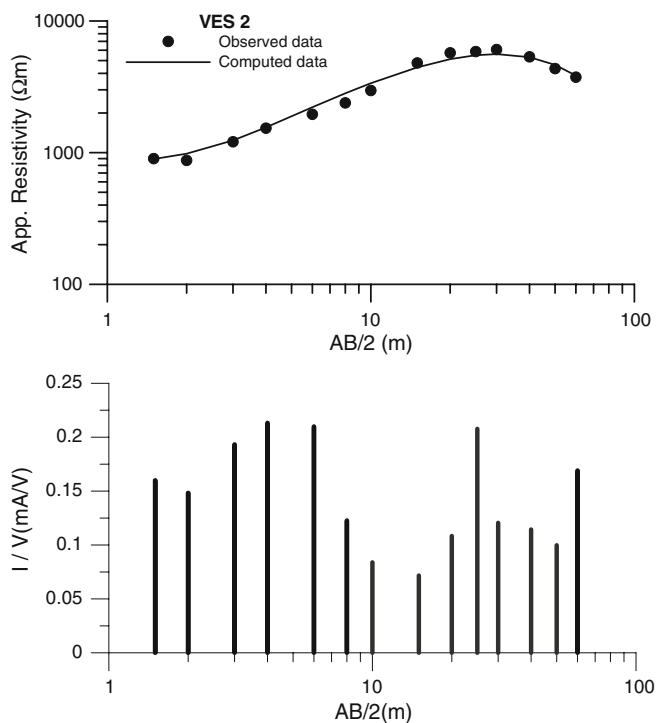 VES 2
Observed data
Computed data
App. Resistivity (Ωm)
10000
1000
100
1
10
100
AB/2 (m)
I / V(mA/V)
0.25
0.2
0.15
0.1
0.05
0
1
10
100
AB/2(m)